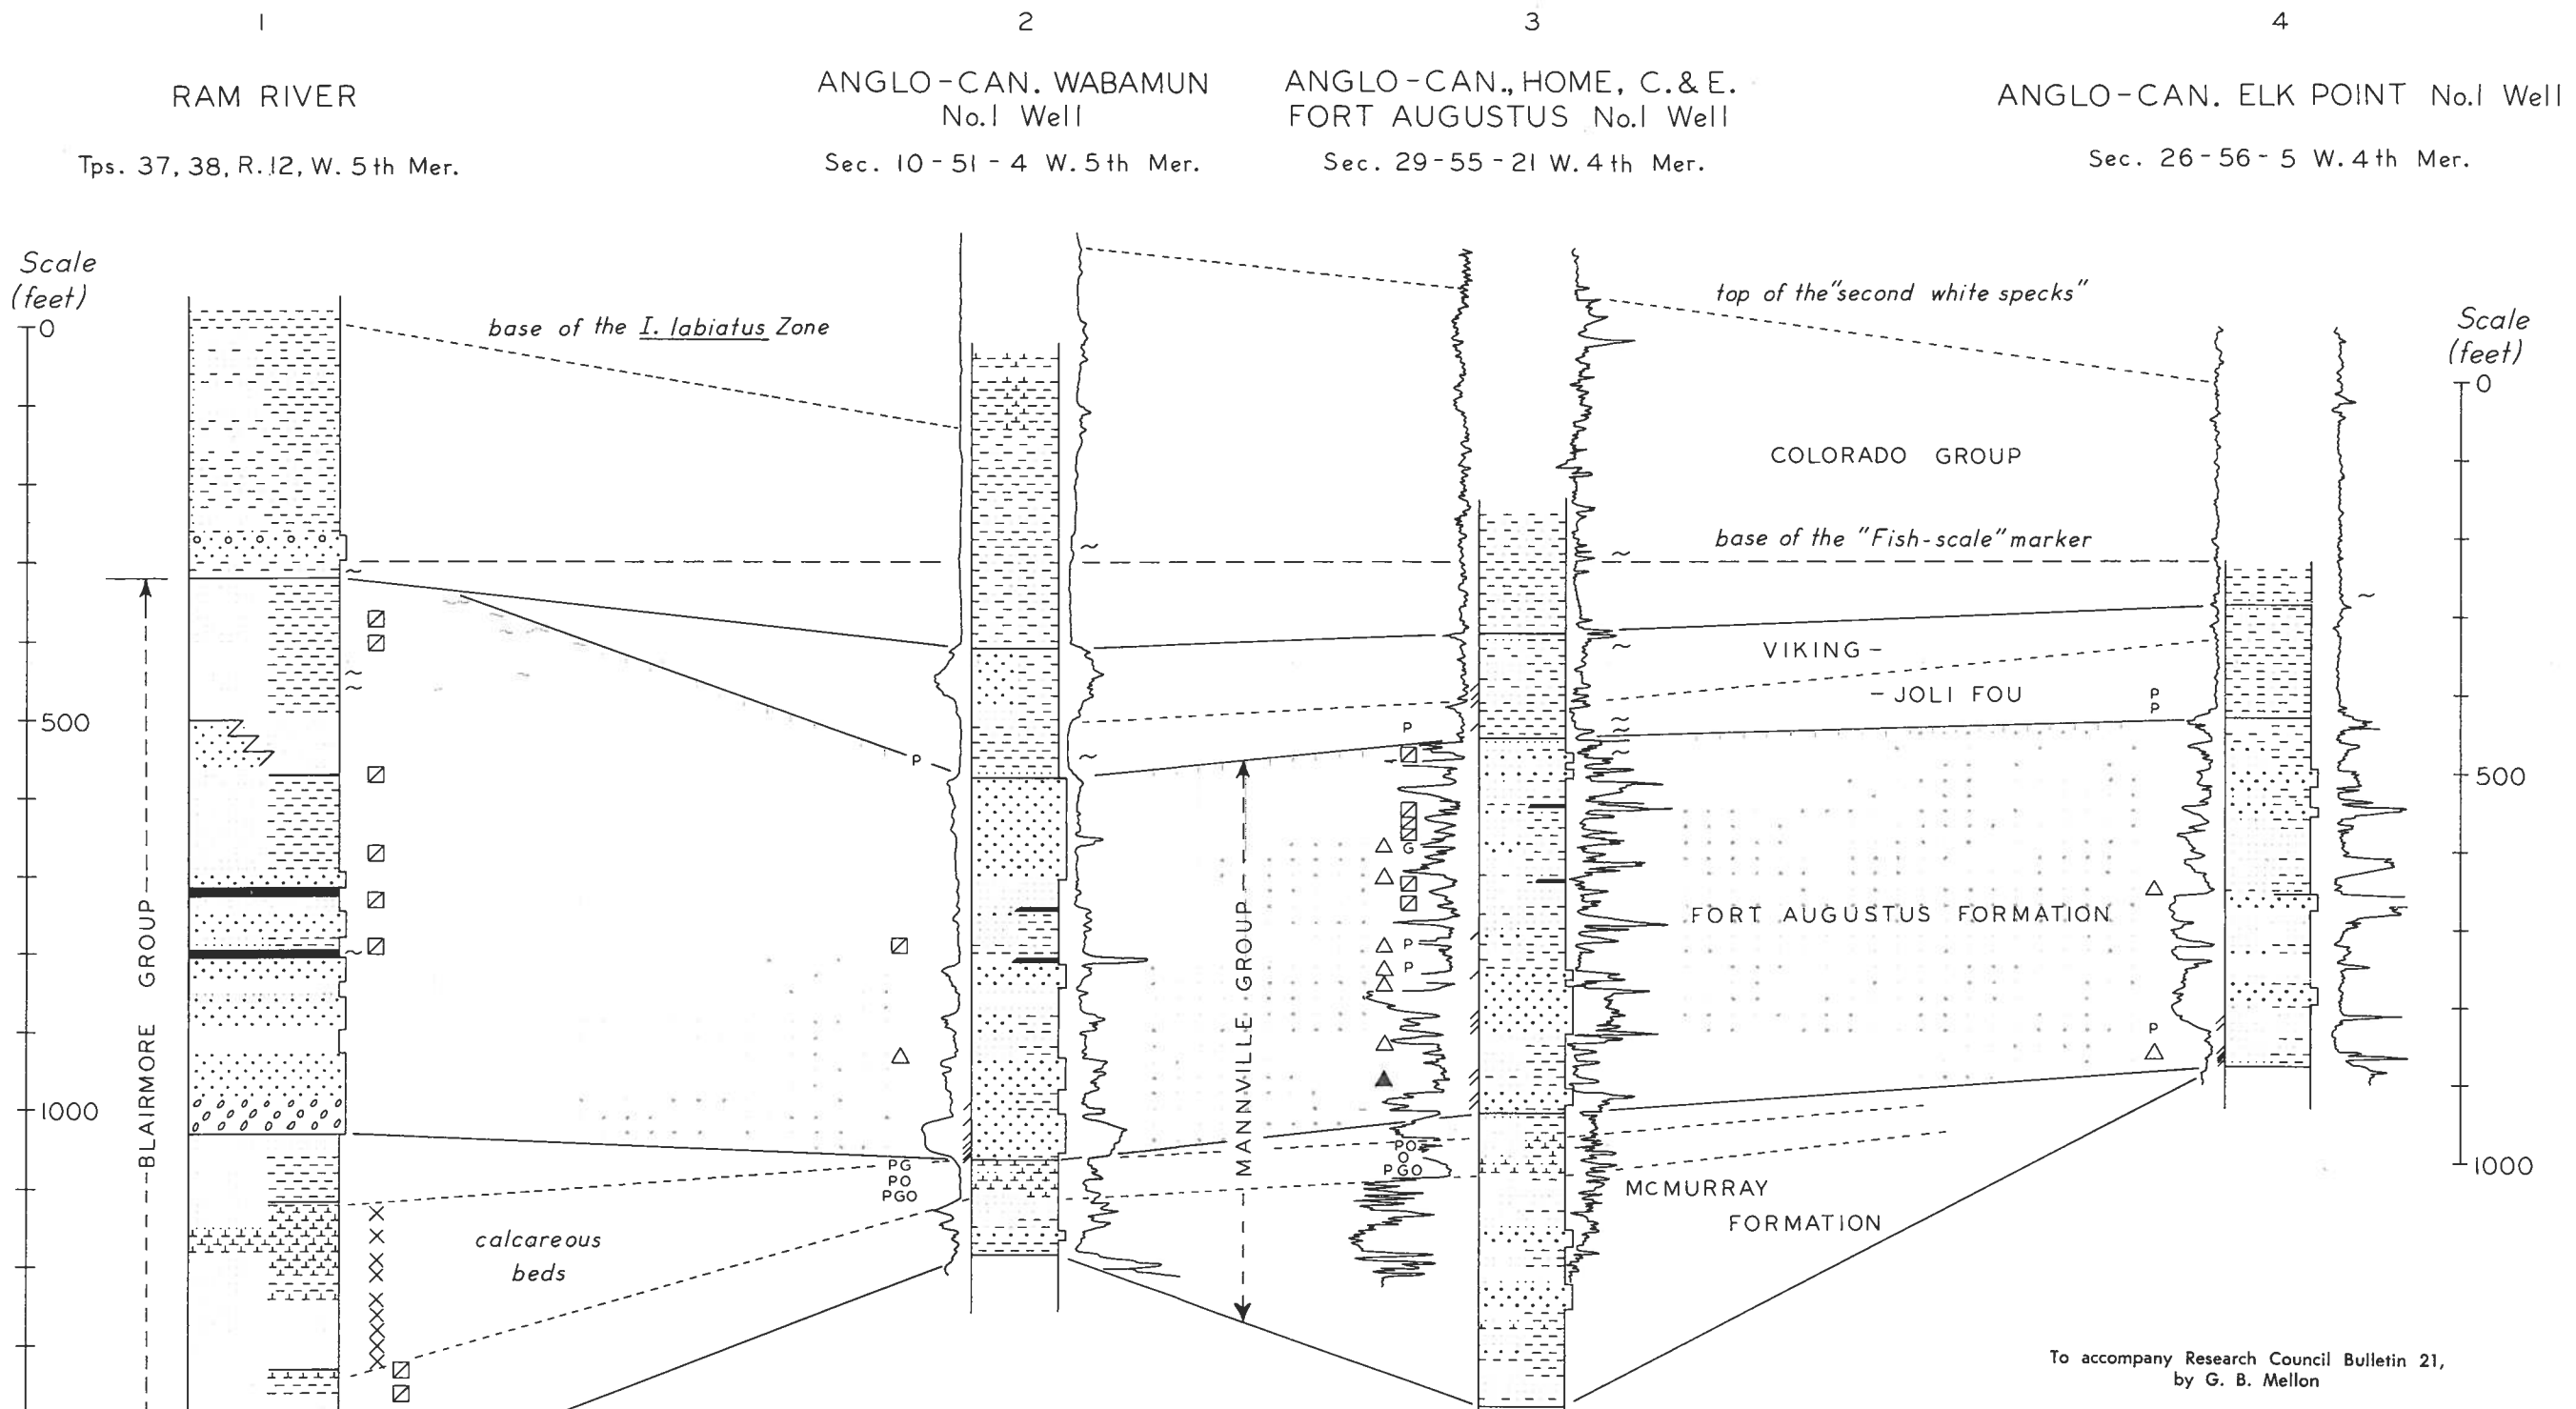 1
2
3
4
RAM RIVER
Tps. 37, 38, R. 12, W. 5th Mer.
ANGLO-CAN. WABAMUN
No.1 Well
Sec. 10-51-4 W. 5th Mer.
ANGLO-CAN., HOME, C. & E.
FORT AUGUSTUS No.1 Well
Sec. 29-55-21 W. 4th Mer.
ANGLO-CAN. ELK POINT No.1 Well
Sec. 26-56-5 W. 4th Mer.
Scale
(feet)
0
500
1000
BLAIRMORE GROUP
base of the I. labiatus Zone
calcareous
beds
P
PG
PO
PGO
MANNVILLE GROUP
P
G
P
P
PO
O
PGO
top of the "second white specks"
COLORADO GROUP
base of the "Fish-scale" marker
VIKING -
- JOLI FOU
FORT AUGUSTUS FORMATION
MCMURRAY
FORMATION
P
P
P
Scale
(feet)
0
500
1000
To accompany Research Council Bulletin 21,
by G. B. Mellon